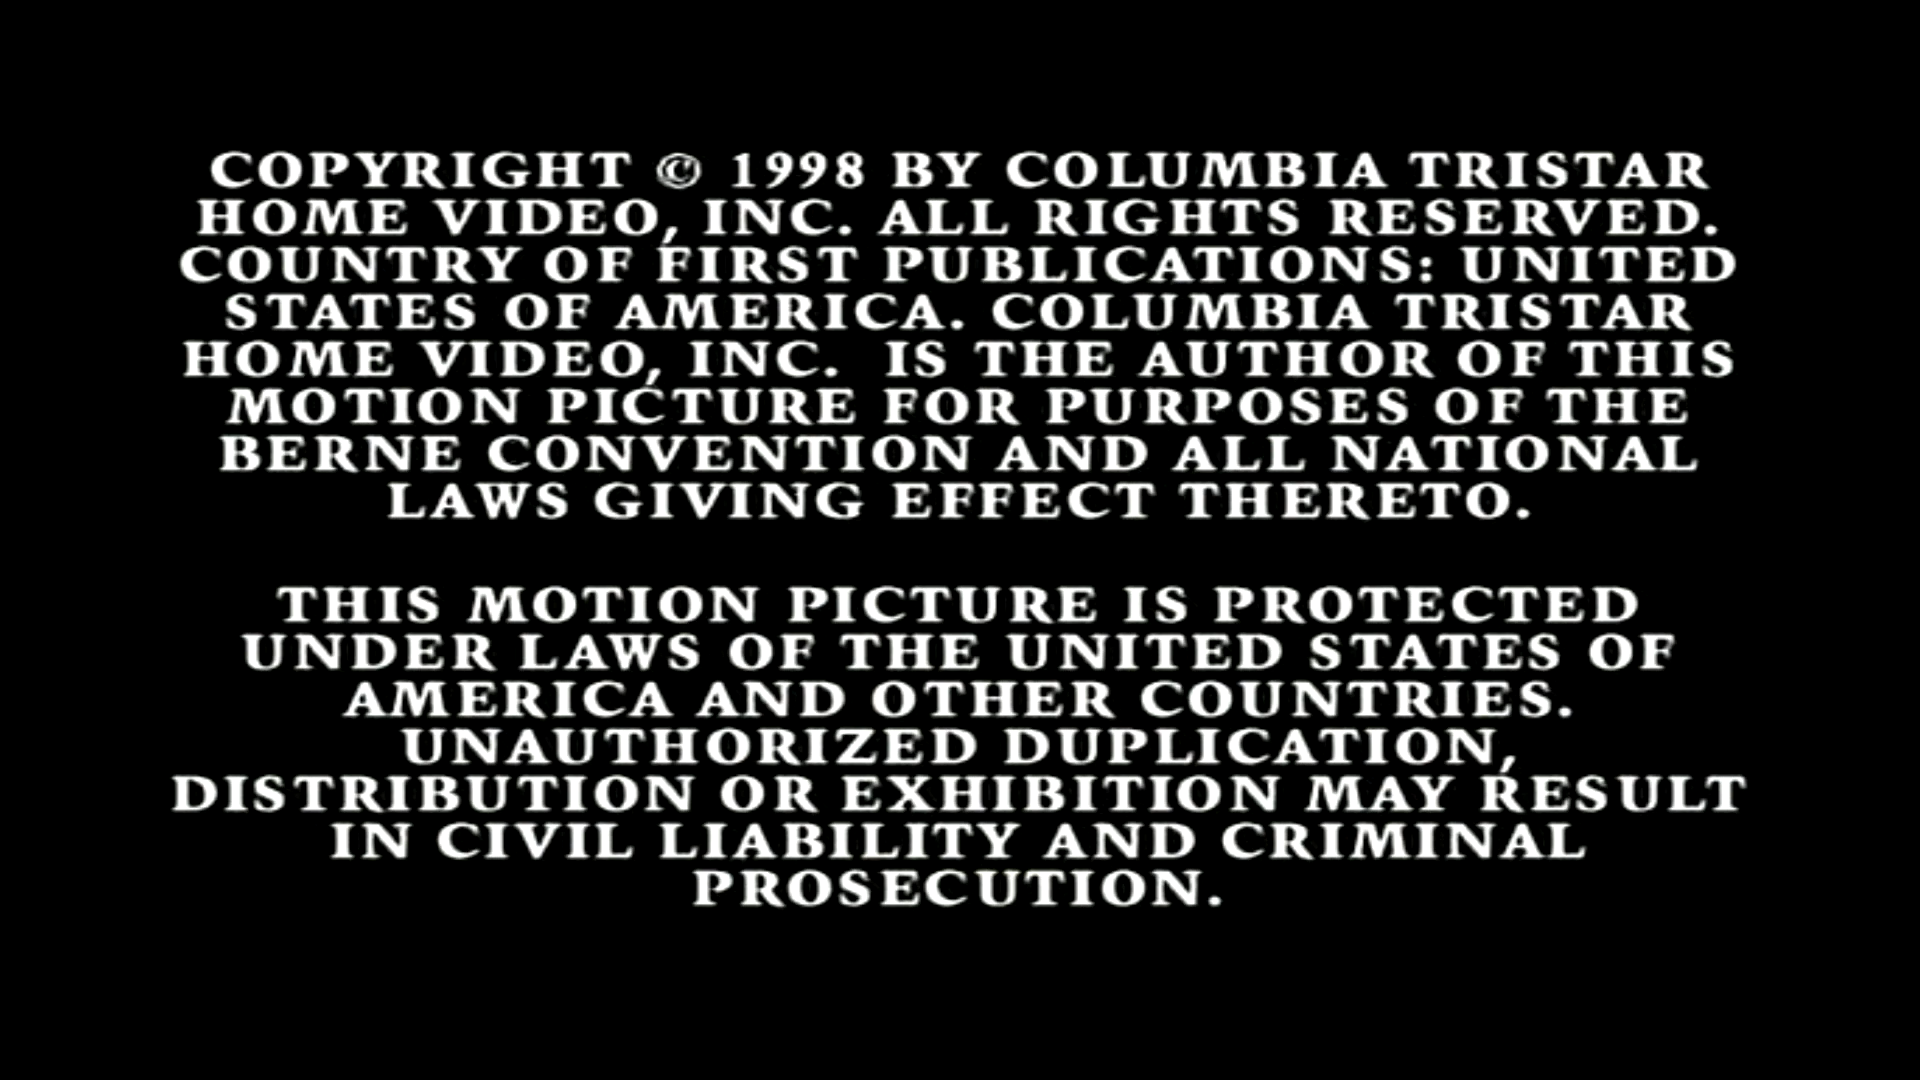 COPYRIGHT © 1998 BY COLUMBIA TRISTAR
HOME VIDEO, INC. ALL RIGHTS RESERVED.
COUNTRY OF FIRST PUBLICATIONS: UNITED
STATES OF AMERICA. COLUMBIA TRISTAR
HOME VIDEO, INC.  IS THE AUTHOR OF THIS
MOTION PICTURE FOR PURPOSES OF THE
BERNE CONVENTION AND ALL NATIONAL
LAWS GIVING EFFECT THERETO.
THIS MOTION PICTURE IS PROTECTED
UNDER LAWS OF THE UNITED STATES OF
AMERICA AND OTHER COUNTRIES.
UNAUTHORIZED DUPLICATION,
DISTRIBUTION OR EXHIBITION MAY RESULT
IN CIVIL LIABILITY AND CRIMINAL
PROSECUTION.